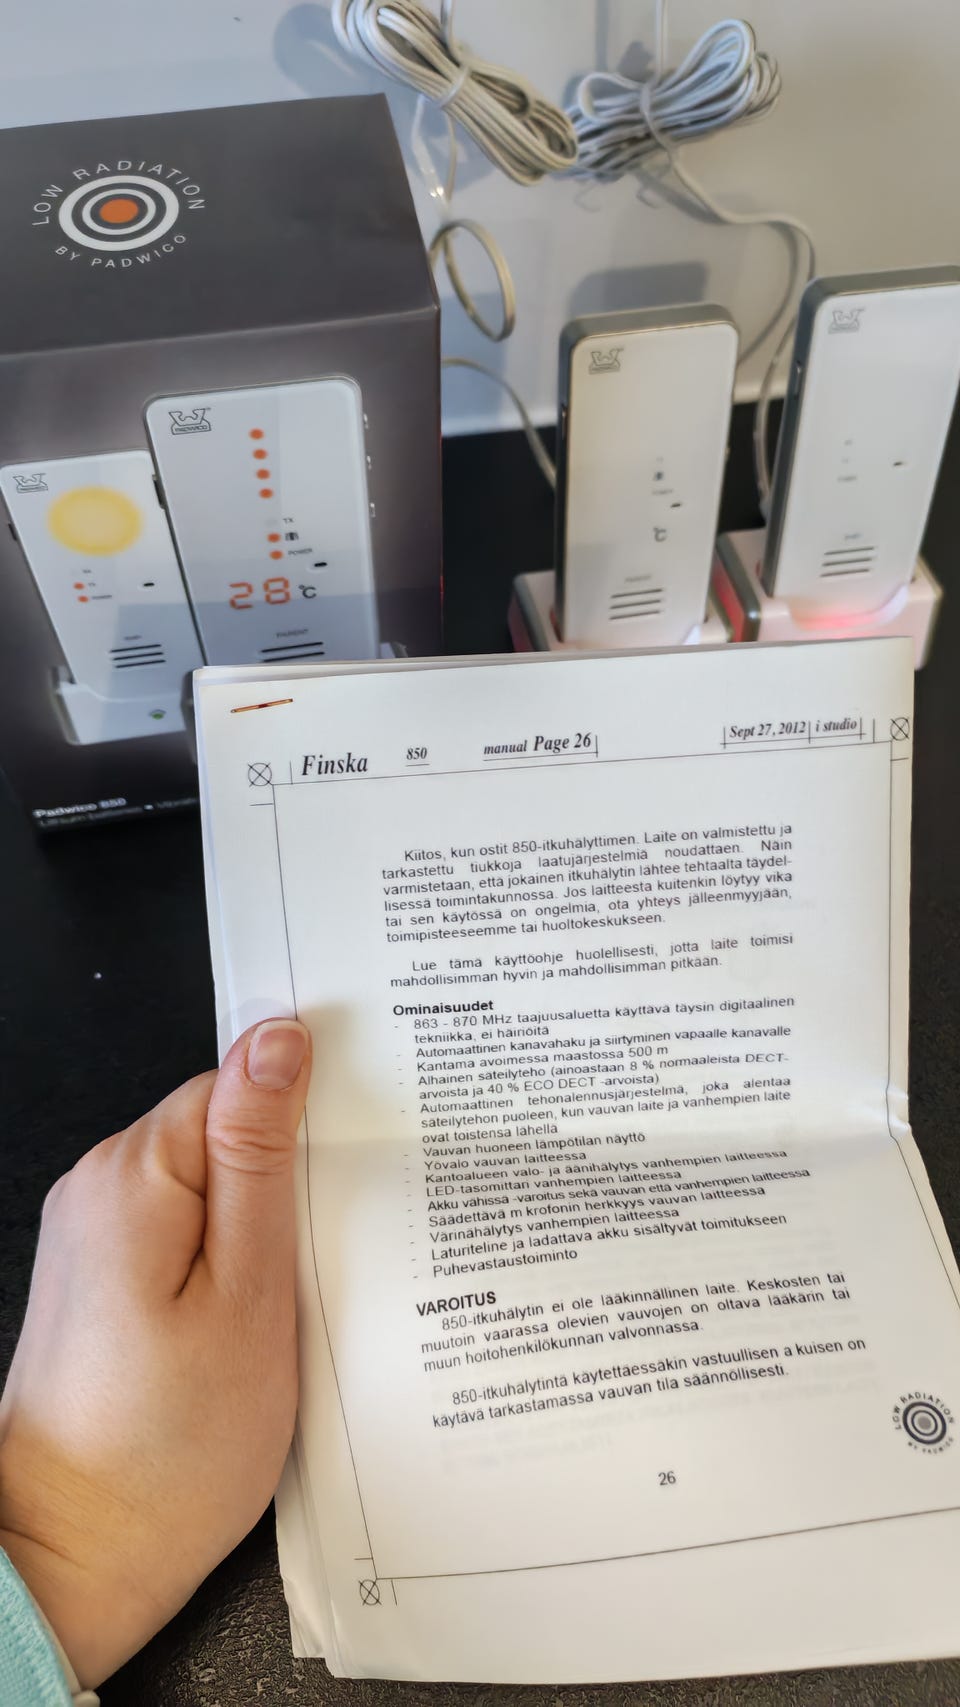 LOW RADIATION
BY PADWICO
PADWICO
TX
POWER
28 °C
PARENT
Padwico 850
°C
Finska 850 manual Page 26 Sept 27, 2012 i studio
Kiitos, kun ostit 850-itkuhälyttimen. Laite on valmistettu ja
tarkastettu tiukkoja laatujärjestelmiä noudattaen. Näin
varmistetaan, että jokainen itkuhälytin lähtee tehtaalta täydel-
lisessä toimintakunnossa. Jos laitteesta kuitenkin löytyy vika
tai sen käytössä on ongelmia, ota yhteys jälleenmyyjään,
toimipisteeseemme tai huoltokeskukseen.
Lue tämä käyttöohje huolellisesti, jotta laite toimisi
mahdollisimman hyvin ja mahdollisimman pitkään.
Ominaisuudet
- 863 - 870 MHz taajuusaluetta käyttävä täysin digitaalinen
tekniikka, ei häiriöitä
- Automaattinen kanavahaku ja siirtyminen vapaalle kanavalle
- Kantama avoimessa maastossa 500 m
- Alhainen säteilyteho (ainoastaan 8 % normaaleista DECT-
arvoista ja 40 % ECO DECT -arvoista)
- Automaattinen tehonalennusjärjestelmä, joka alentaa
säteilytehon puoleen, kun vauvan laite ja vanhempien laite
ovat toistensa lähellä
- Vauvan huoneen lämpötilan näyttö
- Yövalo vauvan laitteessa
- Kantoalueen valo- ja äänihälytys vanhempien laitteessa
- LED-tasomittari vanhempien laitteessa
- Akku vähissä -varoitus sekä vauvan että vanhempien laitteessa
- Säädettävä m krofonin herkkyys vauvan laitteessa
- Värinähälytys vanhempien laitteessa
- Laturiteline ja ladattava akku sisältyvät toimitukseen
- Puhevastaustoiminto
VAROITUS
850-itkuhälytin ei ole lääkinnällinen laite. Keskosten tai
muutoin vaarassa olevien vauvojen on oltava lääkärin tai
muun hoitohenkilökunnan valvonnassa.
850-itkuhälytintä käytettäessäkin vastuullisen a kuisen on
käytävä tarkastamassa vauvan tila säännöllisesti.
LOW RADIATION
BY PADWICO
26